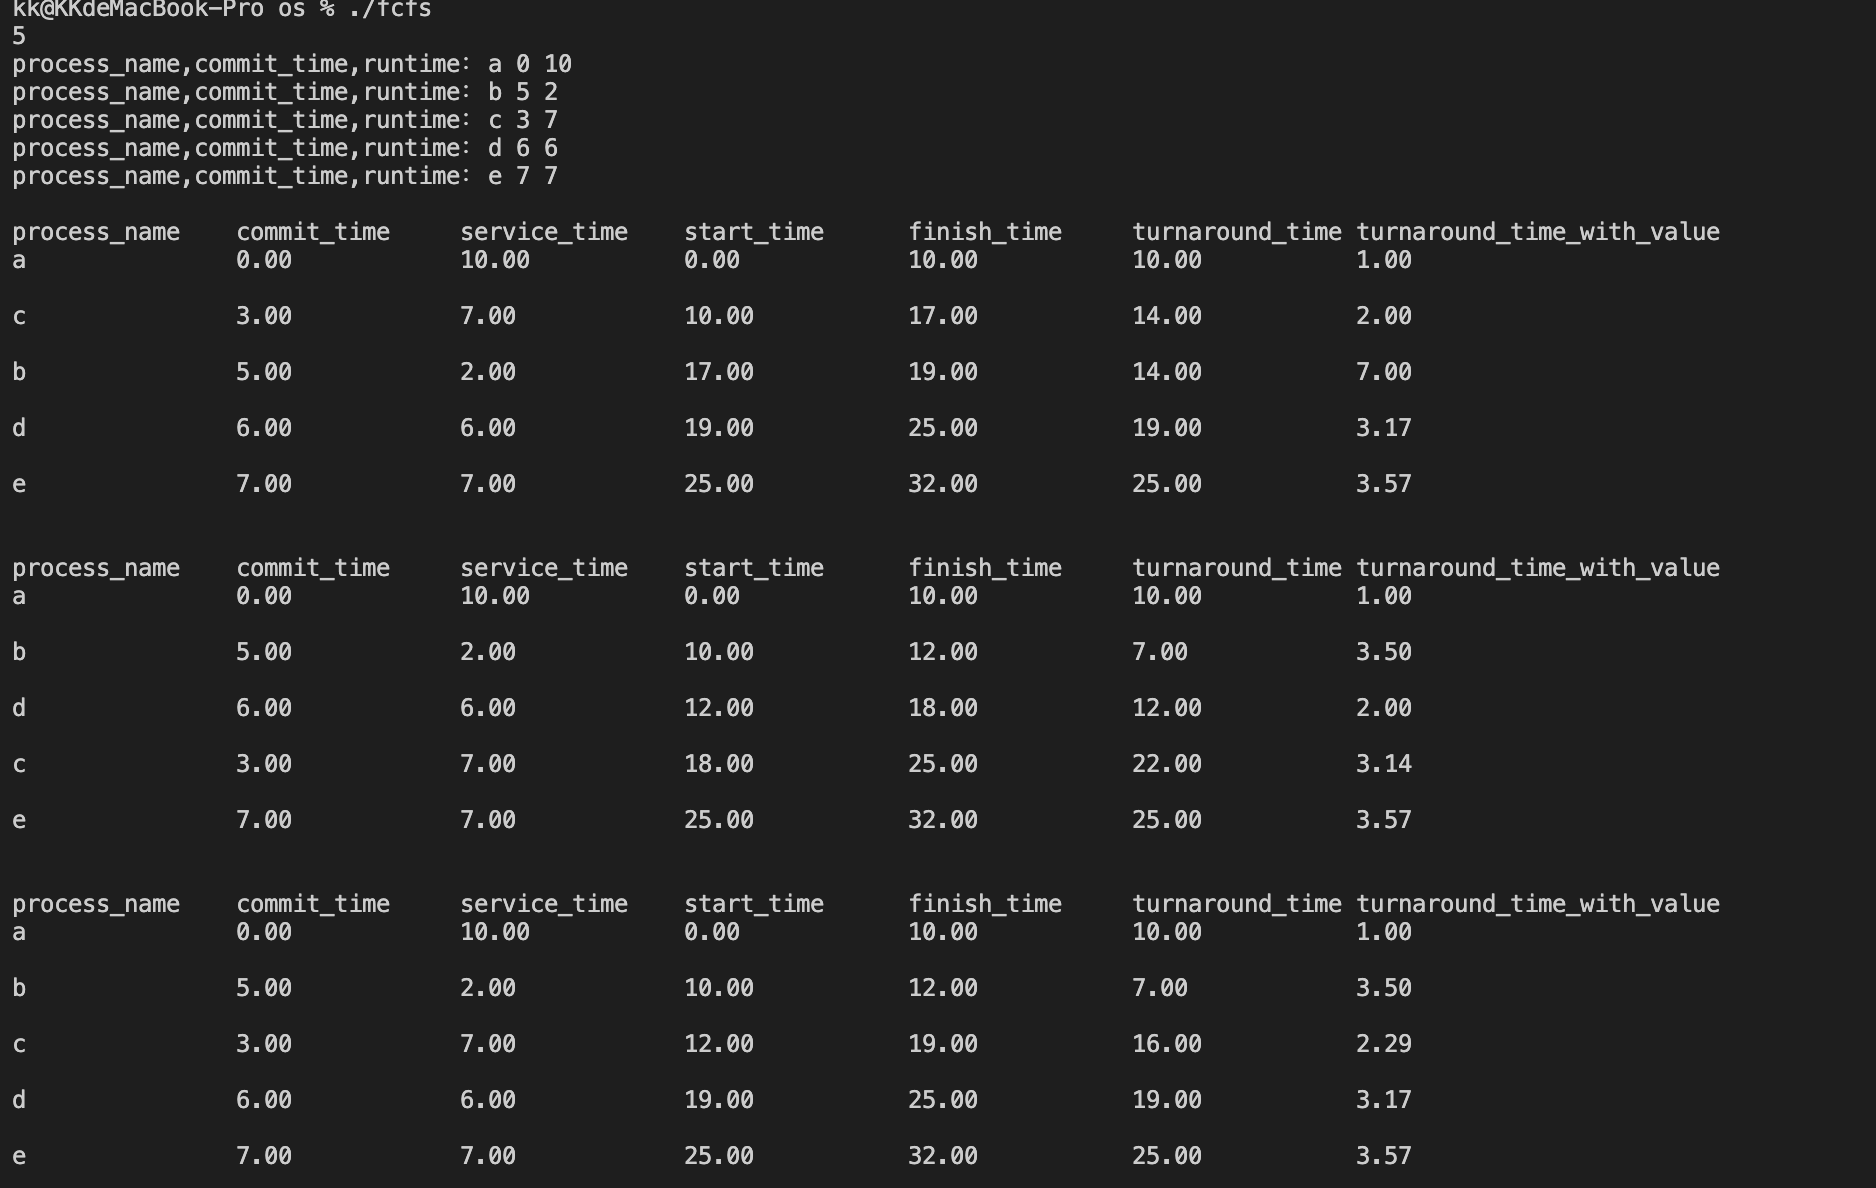 kk@KKdeMacBook-Pro os % ./fcfs
5
process_name,commit_time,runtime: a 0 10
process_name,commit_time,runtime: b 5 2
process_name,commit_time,runtime: c 3 7
process_name,commit_time,runtime: d 6 6
process_name,commit_time,runtime: e 7 7
process_name commit_time service_time start_time finish_time turnaround_time turnaround_time_with_value
a 0.00 10.00 0.00 10.00 10.00 1.00
c 3.00 7.00 10.00 17.00 14.00 2.00
b 5.00 2.00 17.00 19.00 14.00 7.00
d 6.00 6.00 19.00 25.00 19.00 3.17
e 7.00 7.00 25.00 32.00 25.00 3.57
process_name commit_time service_time start_time finish_time turnaround_time turnaround_time_with_value
a 0.00 10.00 0.00 10.00 10.00 1.00
b 5.00 2.00 10.00 12.00 7.00 3.50
d 6.00 6.00 12.00 18.00 12.00 2.00
c 3.00 7.00 18.00 25.00 22.00 3.14
e 7.00 7.00 25.00 32.00 25.00 3.57
process_name commit_time service_time start_time finish_time turnaround_time turnaround_time_with_value
a 0.00 10.00 0.00 10.00 10.00 1.00
b 5.00 2.00 10.00 12.00 7.00 3.50
c 3.00 7.00 12.00 19.00 16.00 2.29
d 6.00 6.00 19.00 25.00 19.00 3.17
e 7.00 7.00 25.00 32.00 25.00 3.57